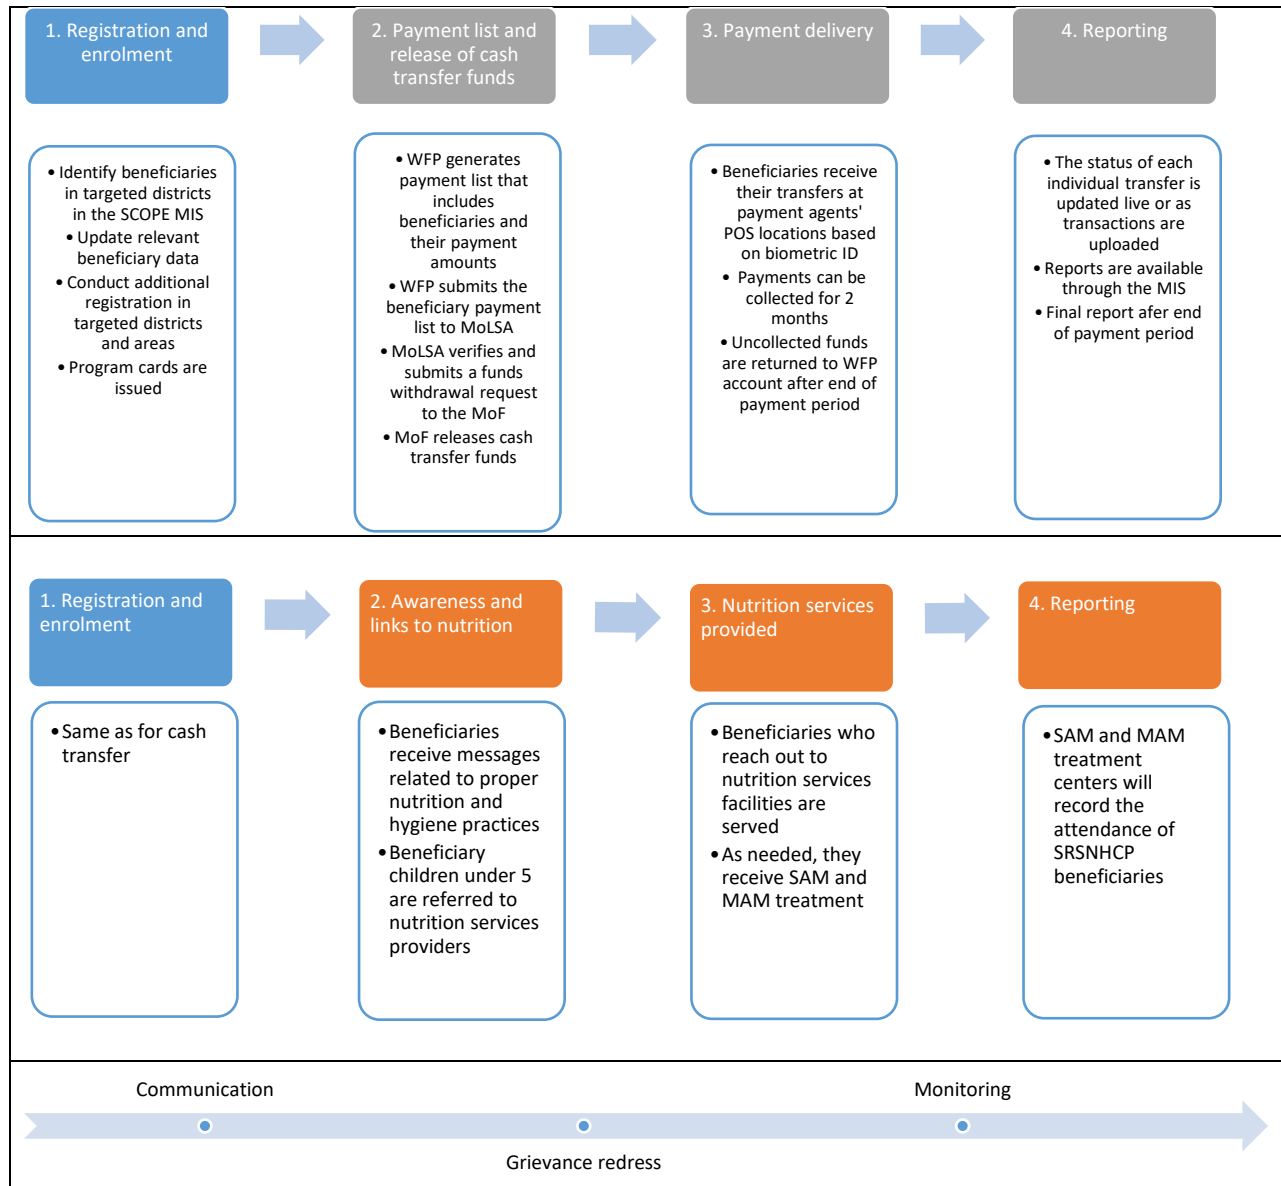 1. Registration and
enrolment
2. Payment list and
release of cash
transfer funds
3. Payment delivery
4. Reporting
• Identify beneficiaries
in targeted districts
in the SCOPE MIS
• Update relevant
beneficiary data
• Conduct additional
registration in
targeted districts
and areas
• Program cards are
issued
• WFP generates
payment list that
includes
beneficiaries and
their payment
amounts
• WFP submits the
beneficiary payment
list to MoLSA
• MoLSA verifies and
submits a funds
withdrawal request
to the MoF
• MoF releases cash
transfer funds
• Beneficiaries receive
their transfers at
payment agents'
POS locations based
on biometric ID
• Payments can be
collected for 2
months
• Uncollected funds
are returned to WFP
account after end of
payment period
• The status of each
individual transfer is
updated live or as
transactions are
uploaded
• Reports are available
through the MIS
• Final report afer end
of payment period
1. Registration and
enrolment
2. Awareness and
links to nutrition
3. Nutrition services
provided
4. Reporting
• Same as for cash
transfer
• Beneficiaries
receive messages
related to proper
nutrition and
hygiene practices
• Beneficiary
children under 5
are referred to
nutrition services
providers
• Beneficiaries who
reach out to
nutrition services
facilities are
served
• As needed, they
receive SAM and
MAM treatment
• SAM and MAM
treatment
centers will
record the
attendance of
SRSNHCP
beneficiaries
Communication
Monitoring
Grievance redress